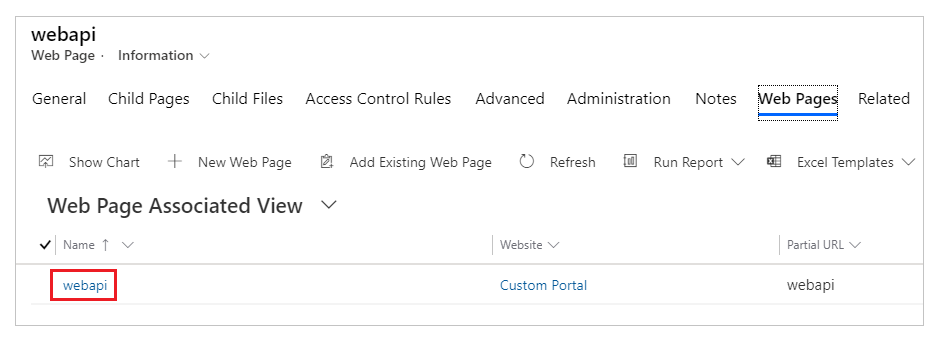 webapi
Web Page · Information
General Child Pages Child Files Access Control Rules Advanced Administration Notes Web Pages Related
Show Chart New Web Page Add Existing Web Page Refresh Run Report Excel Templates
Web Page Associated View
Name ↑ Website Partial URL
webapi Custom Portal webapi